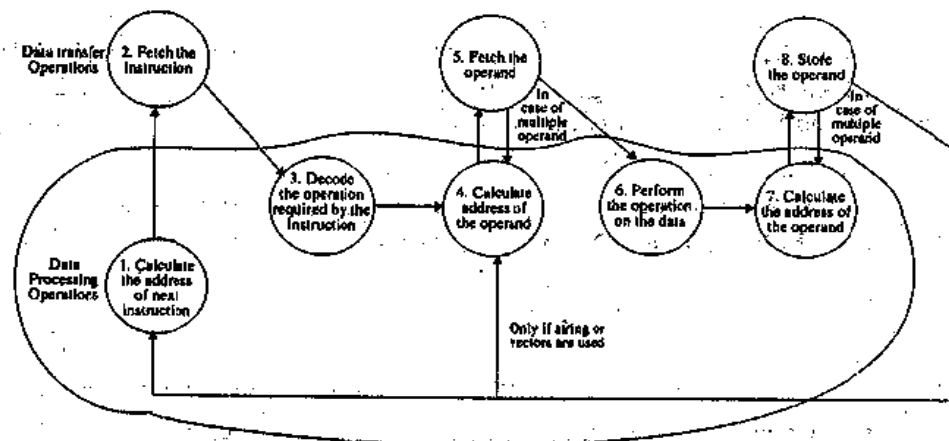 Data transfer
Operations
2. Fetch the
Instruction
5. Fetch the
operand
In
case of
multiple
operand
8. Store
the operand
In
case of
multiple
operand
3. Decode
the operation
required by the
Instruction
4. Calculate
address of
the operand
6. Perform
the operation
on the data
7. Calculate
the address of
the operand
Data
Processing
Operations
1. Calculate
the address
of next
instruction
Only if string or
vectors are used